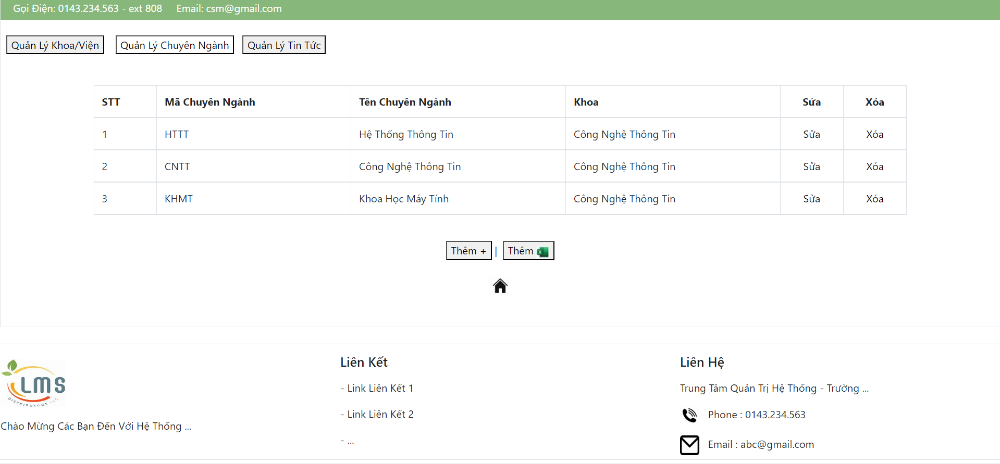 Gọi Điện: 0143.234.563 - ext 808 Email: csm@gmail.com
Quản Lý Khoa/Viện Quản Lý Chuyên Ngành Quản Lý Tin Tức
STT Mã Chuyên Ngành Tên Chuyên Ngành Khoa Sửa Xóa
1 HTTT Hệ Thống Thông Tin Công Nghệ Thông Tin Sửa Xóa
2 CNTT Công Nghệ Thông Tin Công Nghệ Thông Tin Sửa Xóa
3 KHMT Khoa Học Máy Tính Công Nghệ Thông Tin Sửa Xóa
Thêm + | Thêm
LMS
DISTRIBUTORS LLC
Chào Mừng Các Bạn Đến Với Hệ Thống ...
Liên Kết
- Link Liên Kết 1
- Link Liên Kết 2
- ...
Liên Hệ
Trung Tâm Quản Trị Hệ Thống - Trường ...
Phone : 0143.234.563
Email : abc@gmail.com